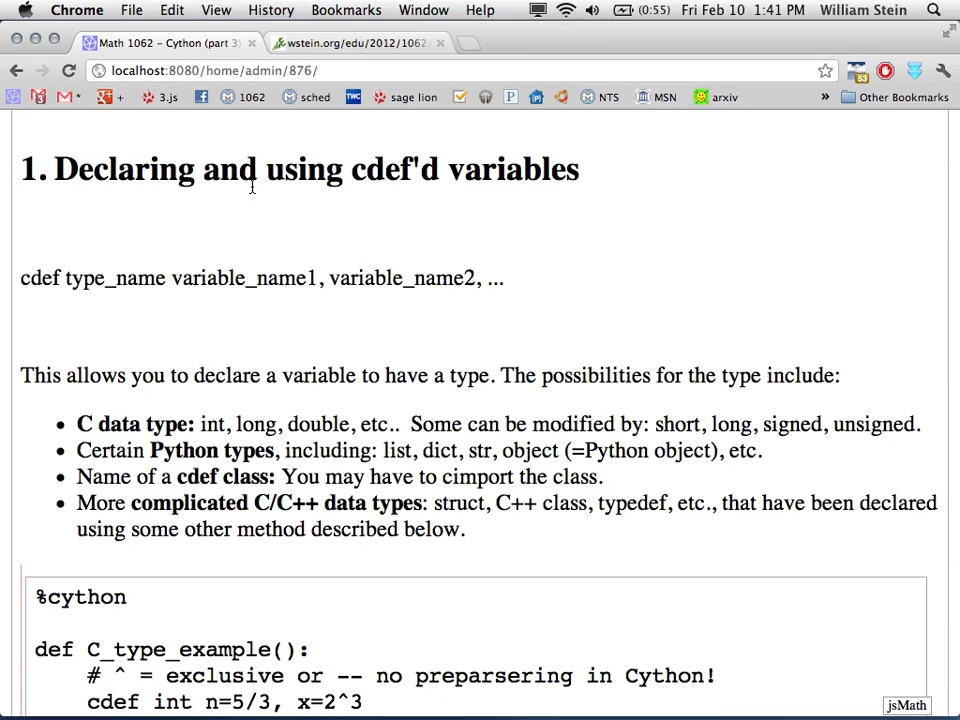 Chrome File Edit View History Bookmarks Window Help (0:55) Fri Feb 10 1:41 PM William Stein
Math 1062 - Cython (part 3) wstein.org/edu/2012/1062/
localhost:8080/home/admin/876/
+ 3.js 1062 sched TWC sage lion P NTS MSN arxiv » Other Bookmarks
1. Declaring and using cdef'd variables
cdef type_name variable_name1, variable_name2, ...
This allows you to declare a variable to have a type. The possibilities for the type include:
• C data type: int, long, double, etc.. Some can be modified by: short, long, signed, unsigned.
• Certain Python types, including: list, dict, str, object (=Python object), etc.
• Name of a cdef class: You may have to cimport the class.
• More complicated C/C++ data types: struct, C++ class, typedef, etc., that have been declared
using some other method described below.
%cython
def C_type_example():
# ^ = exclusive or -- no preparsering in Cython!
cdef int n=5/3, x=2^3
jsMath